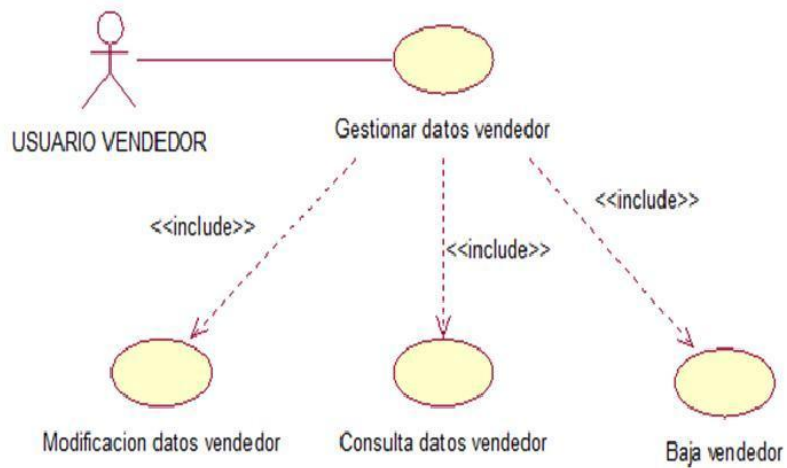 USUARIO VENDEDOR
Gestionar datos vendedor
<<include>>
<<include>>
<<include>>
Modificacion datos vendedor
Consulta datos vendedor
Baja vendedor